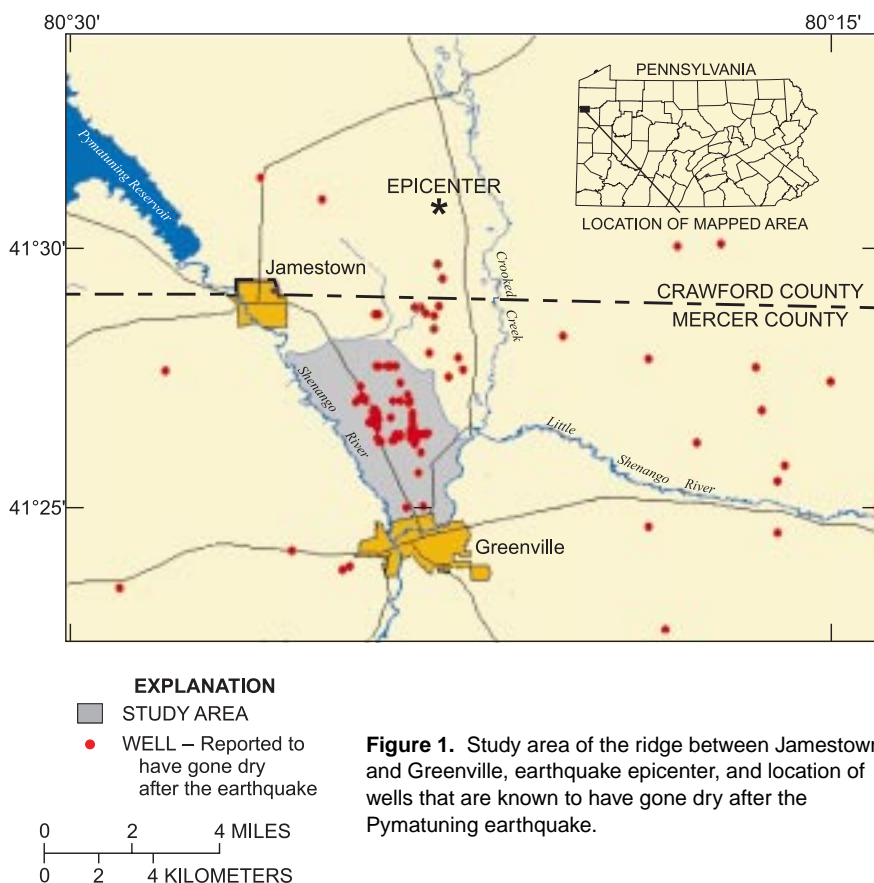 80°30'
80°15'
PENNSYLVANIA
Pymatuning Reservoir
EPICENTER
*
LOCATION OF MAPPED AREA
41°30'
Jamestown
Crooked
Creek
CRAWFORD COUNTY
MERCER COUNTY
Shenango
River
Little
Shenango
River
41°25'
Greenville
EXPLANATION
STUDY AREA
WELL – Reported to
have gone dry
after the earthquake
0 2 4 MILES
0 2 4 KILOMETERS
Figure 1. Study area of the ridge between Jamestown
and Greenville, earthquake epicenter, and location of
wells that are known to have gone dry after the
Pymatuning earthquake.